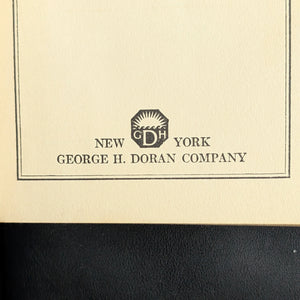 GDH
NEW YORK
GEORGE H. DORAN COMPANY